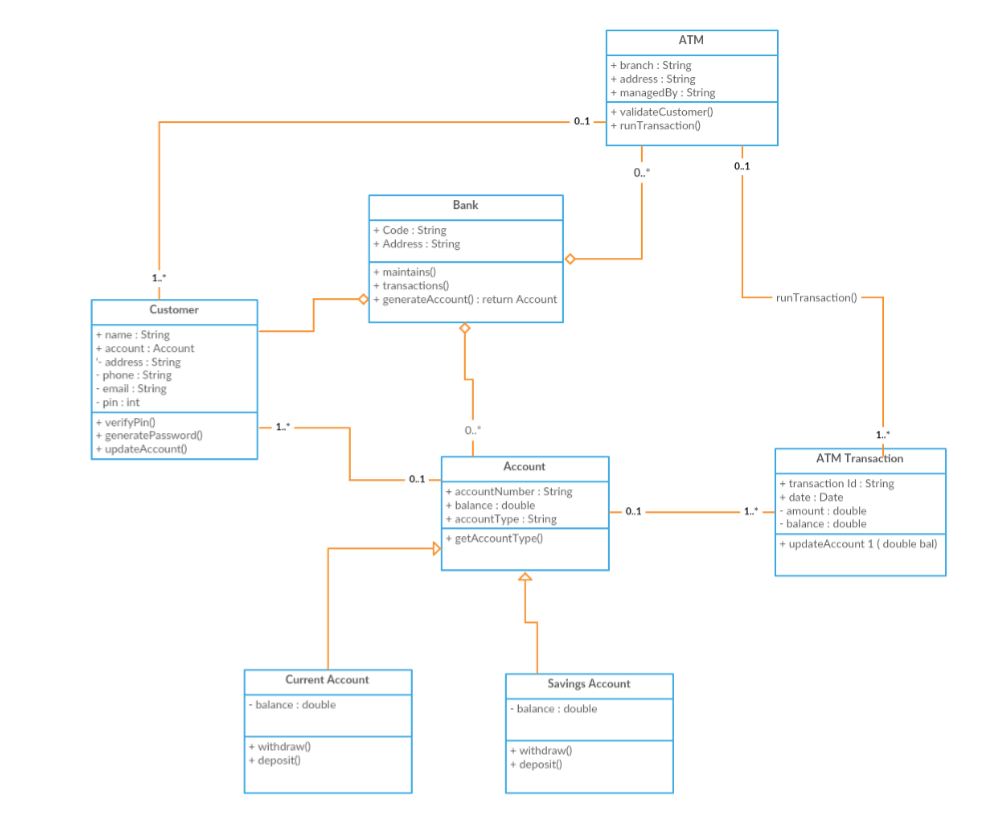 ATM
+ branch : String
+ address : String
+ managedBy : String
+ validateCustomer()
+ runTransaction()
0..1
0..*
0..1
Bank
+ Code : String
+ Address : String
+ maintains()
+ transactions()
+ generateAccount() : return Account
1..*
Customer
+ name : String
+ account : Account
'- address : String
- phone : String
- email : String
- pin : int
+ verifyPin()
+ generatePassword()
+ updateAccount()
runTransaction()
1..*
0..*
1..*
0..1
Account
+ accountNumber : String
+ balance : double
+ accountType : String
+ getAccountType()
0..1
1..*
ATM Transaction
+ transaction Id : String
+ date : Date
- amount : double
- balance : double
+ updateAccount 1 ( double bal)
Current Account
- balance : double
+ withdraw()
+ deposit()
Savings Account
- balance : double
+ withdraw()
+ deposit()